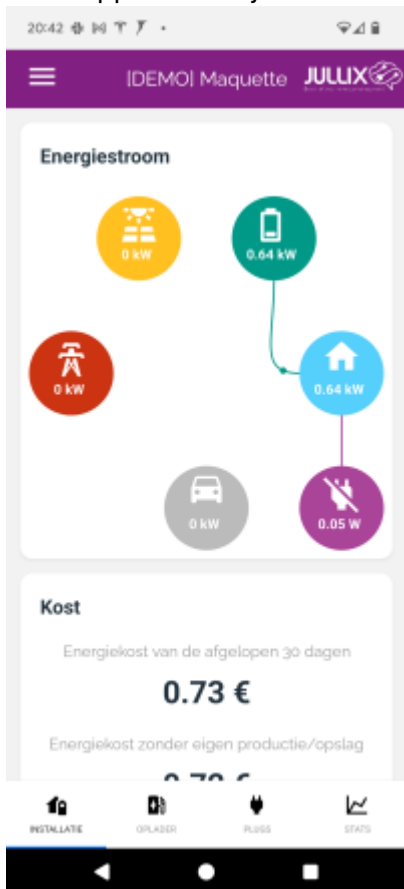 20:42
|DEMO| Maquette JULLIX
Energiestroom
0 kW
0.64 kW
0 kW
0.64 kW
0 kW
0.05 W
Kost
Energiekost van de afgelopen 30 dagen
0.73 €
Energiekost zonder eigen productie/opslag
INSTALLATIE OPLADER PLUGS STATS